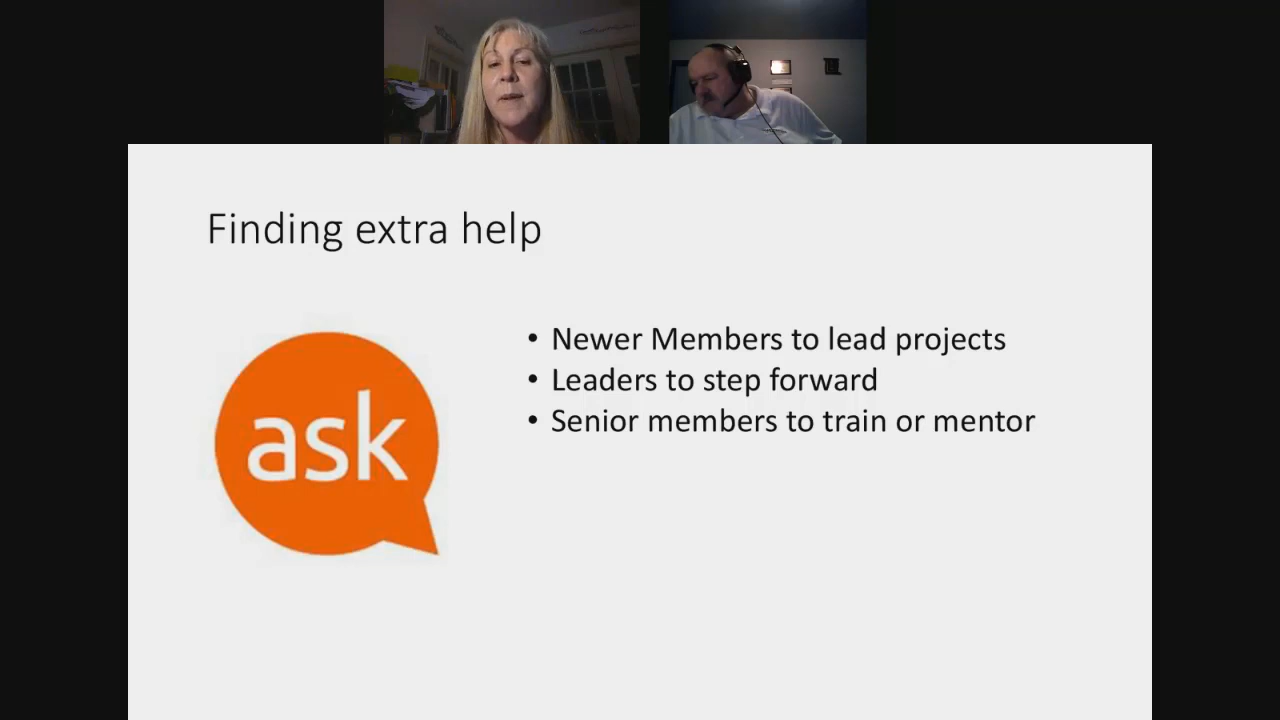 Finding extra help
ask
• Newer Members to lead projects
• Leaders to step forward
• Senior members to train or mentor